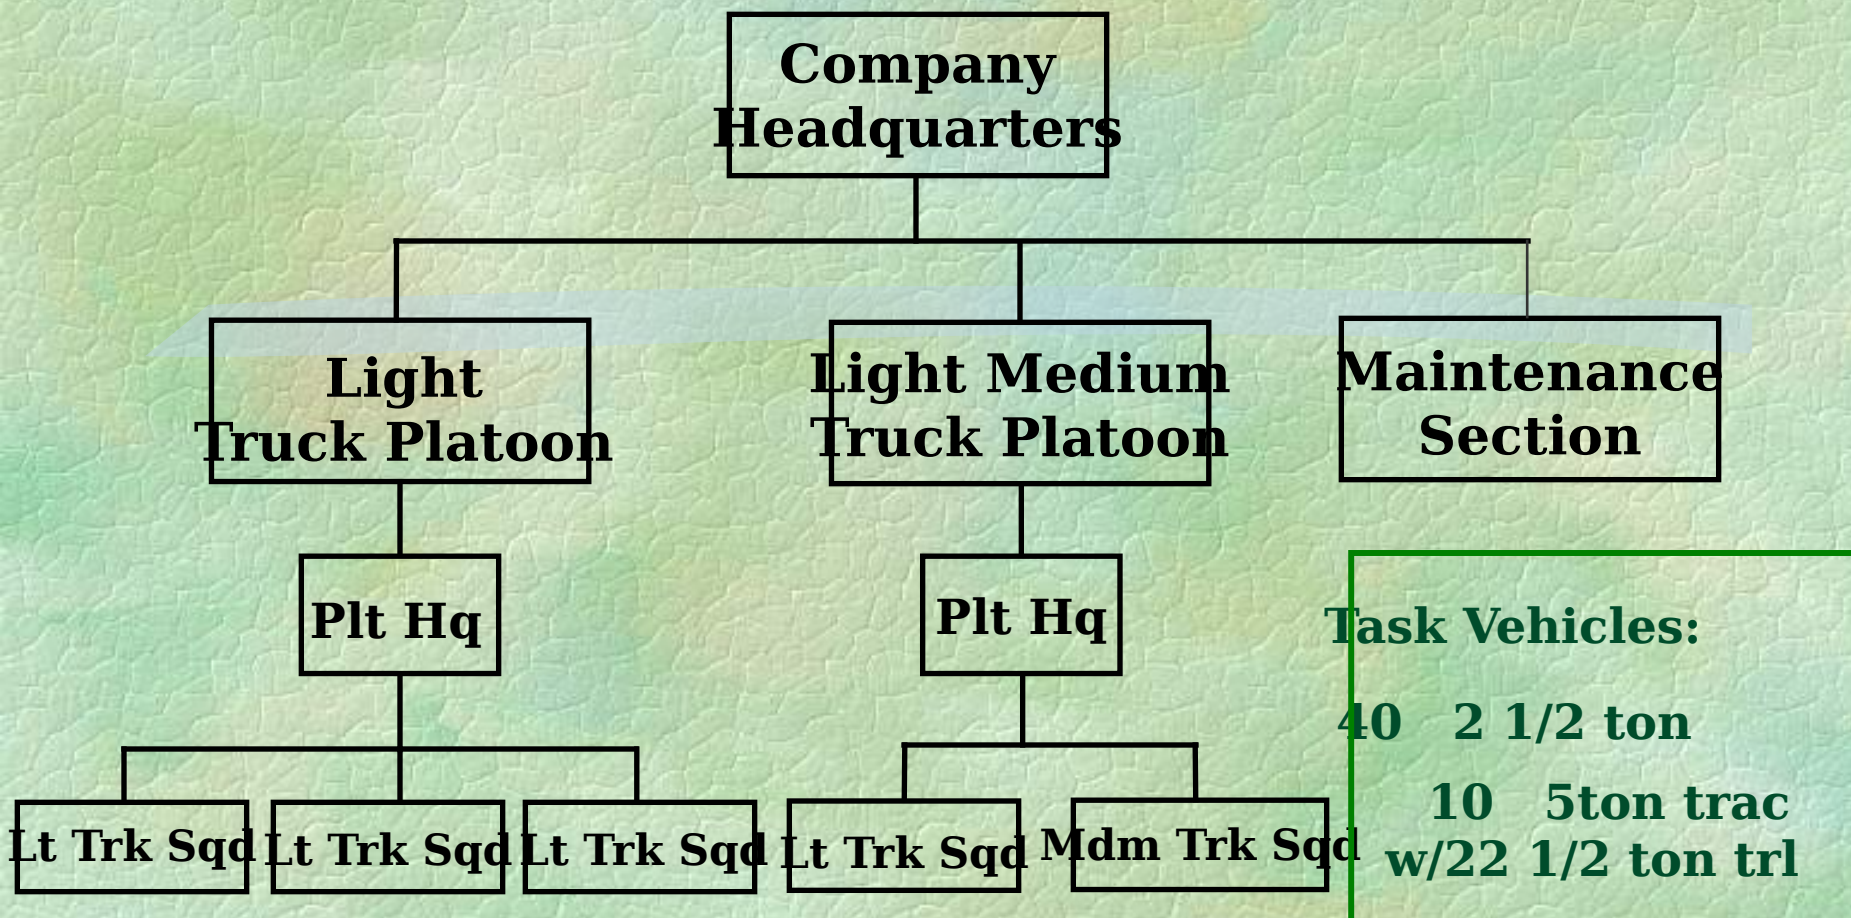 Company
Headquarters
Light
Truck Platoon
Light Medium
Truck Platoon
Maintenance
Section
Plt Hq
Plt Hq
Lt Trk Sqd
Lt Trk Sqd
Lt Trk Sqd
Lt Trk Sqd
Mdm Trk Sqd
Task Vehicles:
40 2 1/2 ton
10 5ton trac
w/22 1/2 ton trl